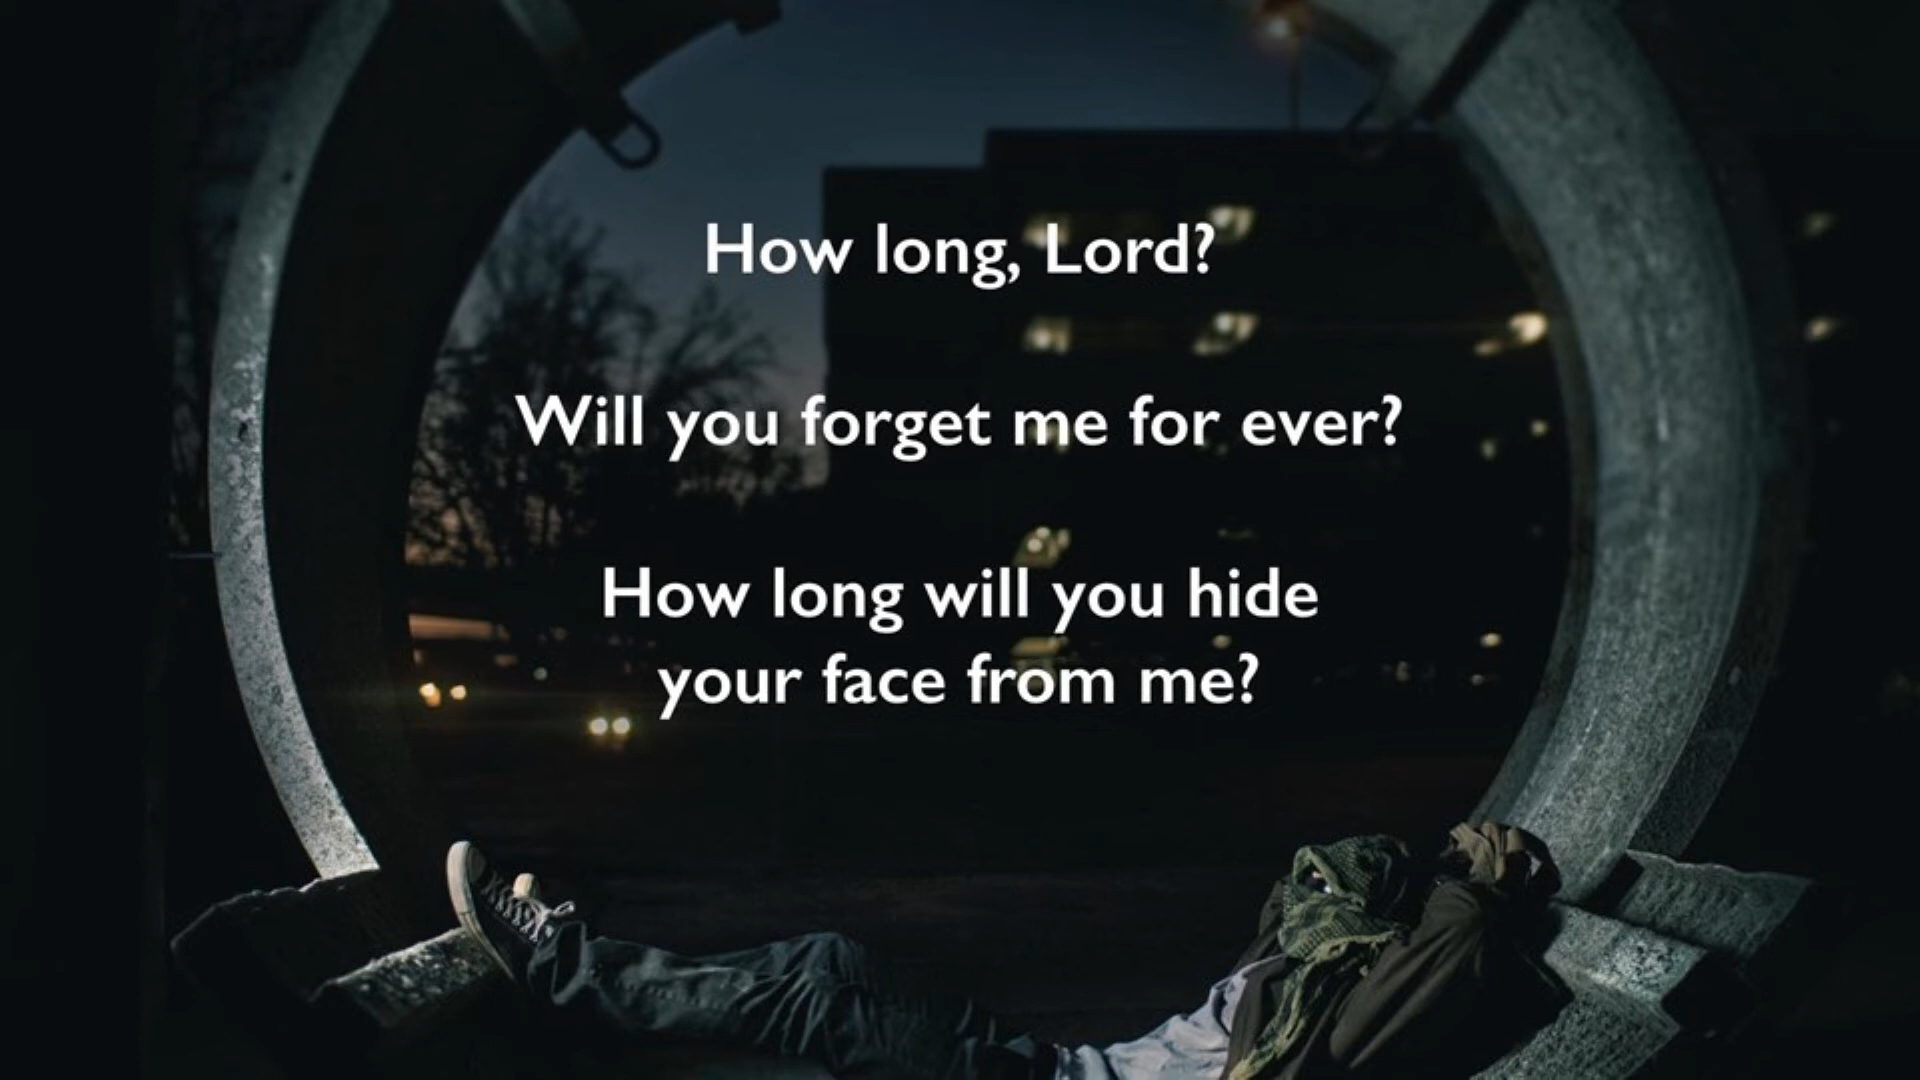 How long, Lord?
Will you forget me for ever?
How long will you hide
your face from me?